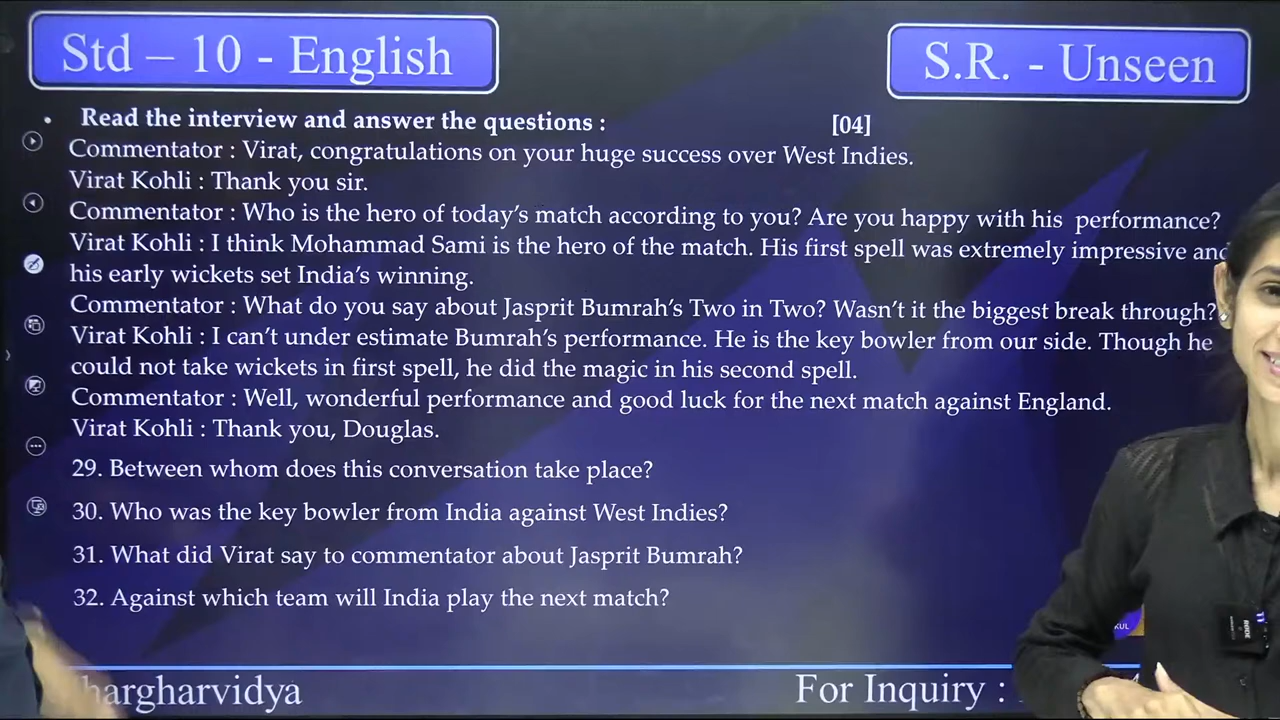 Std – 10 - English
S.R. - Unseen
• Read the interview and answer the questions : [04]
Commentator : Virat, congratulations on your huge success over West Indies.
Virat Kohli : Thank you sir.
Commentator : Who is the hero of today's match according to you? Are you happy with his performance?
Virat Kohli : I think Mohammad Sami is the hero of the match. His first spell was extremely impressive and
his early wickets set India's winning.
Commentator : What do you say about Jasprit Bumrah's Two in Two? Wasn't it the biggest break through?
Virat Kohli : I can't under estimate Bumrah's performance. He is the key bowler from our side. Though he
could not take wickets in first spell, he did the magic in his second spell.
Commentator : Well, wonderful performance and good luck for the next match against England.
Virat Kohli : Thank you, Douglas.
29. Between whom does this conversation take place?
30. Who was the key bowler from India against West Indies?
31. What did Virat say to commentator about Jasprit Bumrah?
32. Against which team will India play the next match?
hargharvidya
For Inquiry :